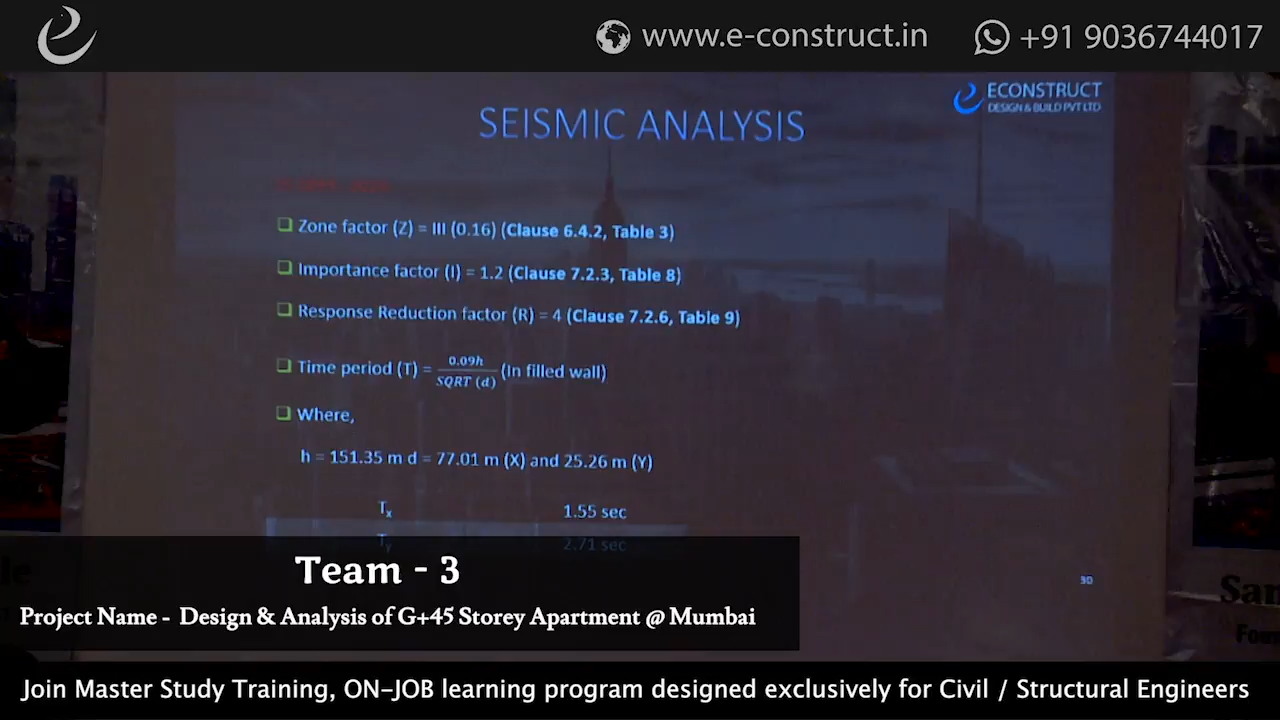 www.e-construct.in
+91 9036744017
ECONSTRUCT
DESIGN & BUILD PVT LTD
SEISMIC ANALYSIS
Zone factor (Z) = III (0.16) (Clause 6.4.2, Table 3)
Importance factor (I) = 1.2 (Clause 7.2.3, Table 8)
Response Reduction factor (R) = 4 (Clause 7.2.6, Table 9)
Time period (T) = 0.09h / SQRT (d) (In filled wall)
Where,
h = 151.35 m d = 77.01 m (X) and 25.26 m (Y)
Tx 1.55 sec
Ty 2.71 sec
Team - 3
Project Name - Design & Analysis of G+45 Storey Apartment @ Mumbai
Join Master Study Training, ON-JOB learning program designed exclusively for Civil / Structural Engineers